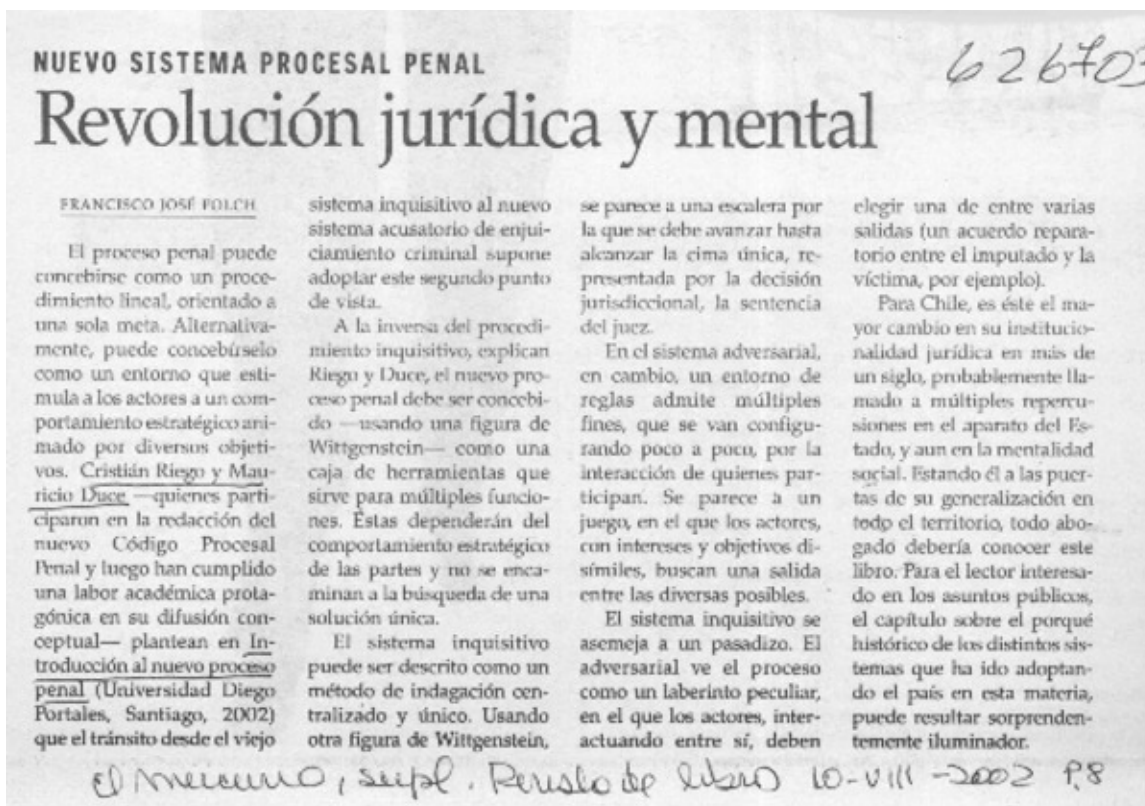 NUEVO SISTEMA PROCESAL PENAL
626703
Revolución jurídica y mental
FRANCISCO JOSÉ FOLCH
El proceso penal puede
concebirse como un proce-
dimiento lineal, orientado a
una sola meta. Alternativa-
mente, puede concebírselo
como un entorno que esti-
mula a los actores a un com-
portamiento estratégico ani-
mado por diversos objeti-
vos. Cristián Riego y Mau-
ricio Duce —quienes parti-
ciparon en la redacción del
nuevo Código Procesal
Penal y luego han cumplido
una labor académica prota-
gónica en su difusión con-
ceptual— plantean en In-
troducción al nuevo proceso
penal (Universidad Diego
Portales, Santiago, 2002)
que el tránsito desde el viejo
sistema inquisitivo al nuevo
sistema acusatorio de enjui-
ciamiento criminal supone
adoptar este segundo punto
de vista.
A la inversa del procedi-
miento inquisitivo, explican
Riego y Duce, el nuevo pro-
ceso penal debe ser concebi-
do —usando una figura de
Wittgenstein— como una
caja de herramientas que
sirve para múltiples funcio-
nes. Éstas dependerán del
comportamiento estratégico
de las partes y no se enca-
minan a la búsqueda de una
solución única.
El sistema inquisitivo
puede ser descrito como un
método de indagación cen-
tralizado y único. Usando
otra figura de Wittgenstein,
se parece a una escalera por
la que se debe avanzar hasta
alcanzar la cima única, re-
presentada por la decisión
jurisdiccional, la sentencia
del juez.
En el sistema adversarial,
en cambio, un entorno de
reglas admite múltiples
fines, que se van configu-
rando poco a poco, por la
interacción de quienes par-
ticipan. Se parece a un
juego, en el que los actores,
con intereses y objetivos di-
símiles, buscan una salida
entre las diversas posibles.
El sistema inquisitivo se
asemeja a un pasadizo. El
adversarial ve el proceso
como un laberinto peculiar,
en el que los actores, inter-
actuando entre sí, deben
elegir una de entre varias
salidas (un acuerdo repara-
torio entre el imputado y la
víctima, por ejemplo).
Para Chile, es éste el ma-
yor cambio en su institucio-
nalidad jurídica en más de
un siglo, probablemente lla-
mado a múltiples repercu-
siones en el aparato del Es-
tado, y aun en la mentalidad
social. Estando él a las puer-
tas de su generalización en
todo el territorio, todo abo-
gado debería conocer este
libro. Para el lector interesa-
do en los asuntos públicos,
el capítulo sobre el porqué
histórico de los distintos sis-
temas que ha ido adoptan-
do el país en esta materia,
puede resultar sorprenden-
temente iluminador.
El Mercurio, supl. Revista de libros 10-VIII-2002 P.8